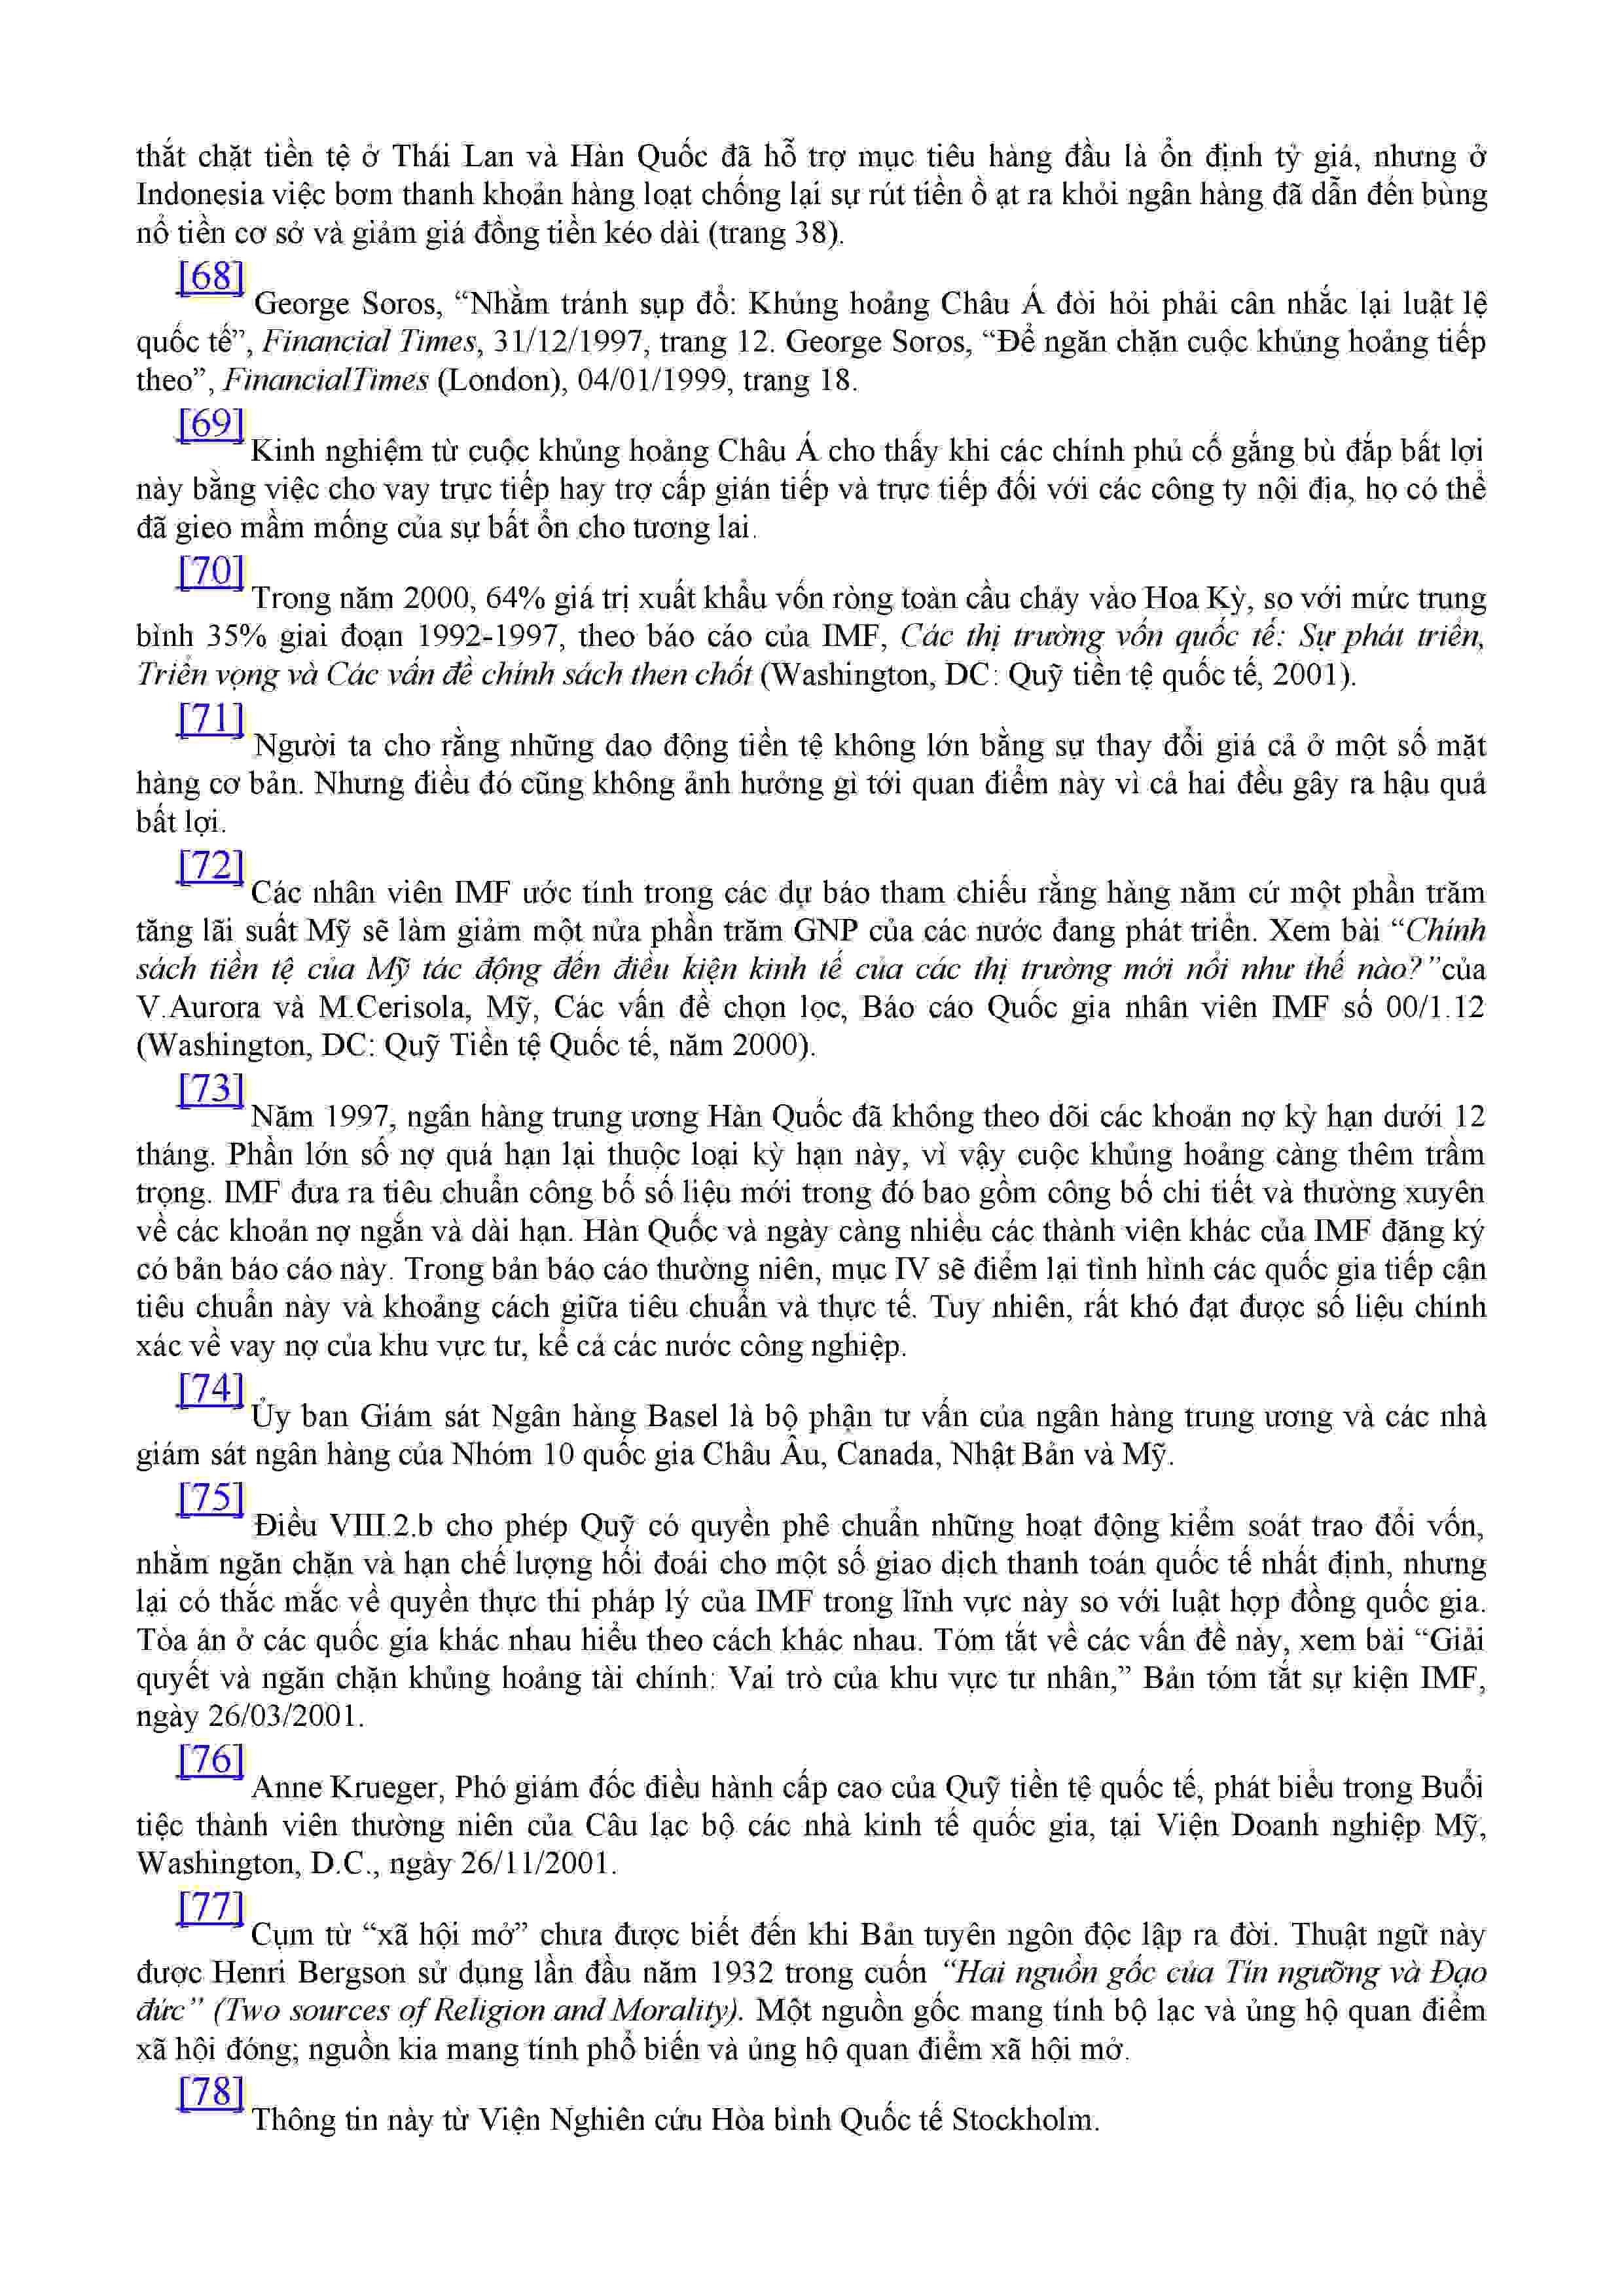 thắt chặt tiền tệ ở Thái Lan và Hàn Quốc đã hỗ trợ mục tiêu hàng đầu là ổn định tỷ giá, nhưng ở
Indonesia việc bơm thanh khoản hàng loạt chống lại sự rút tiền ồ ạt ra khỏi ngân hàng đã dẫn đến bùng
nổ tiền cơ sở và giảm giá đồng tiền kéo dài (trang 38).
[68]
George Soros, “Nhằm tránh sụp đổ: Khủng hoảng Châu Á đòi hỏi phải cân nhắc lại luật lệ
quốc tế”, Financial Times, 31/12/1997, trang 12. George Soros, “Để ngăn chặn cuộc khủng hoảng tiếp
theo”, FinancialTimes (London), 04/01/1999, trang 18.
[69]
Kinh nghiệm từ cuộc khủng hoảng Châu Á cho thấy khi các chính phủ cố gắng bù đắp bất lợi
này bằng việc cho vay trực tiếp hay trợ cấp gián tiếp và trực tiếp đối với các công ty nội địa, họ có thể
đã gieo mầm mống của sự bất ổn cho tương lai.
[70]
Trong năm 2000, 64% giá trị xuất khẩu vốn ròng toàn cầu chảy vào Hoa Kỳ, so với mức trung
bình 35% giai đoạn 1992-1997, theo báo cáo của IMF, Các thị trường vốn quốc tế: Sự phát triển,
Triển vọng và Các vấn đề chính sách then chốt (Washington, DC: Quỹ tiền tệ quốc tế, 2001).
[71]
Người ta cho rằng những dao động tiền tệ không lớn bằng sự thay đổi giá cả ở một số mặt
hàng cơ bản. Nhưng điều đó cũng không ảnh hưởng gì tới quan điểm này vì cả hai đều gây ra hậu quả
bất lợi.
[72]
Các nhân viên IMF ước tính trong các dự báo tham chiếu rằng hàng năm cứ một phần trăm
tăng lãi suất Mỹ sẽ làm giảm một nửa phần trăm GNP của các nước đang phát triển. Xem bài “Chính
sách tiền tệ của Mỹ tác động đến điều kiện kinh tế của các thị trường mới nổi như thế nào?”của
V.Aurora và M.Cerisola, Mỹ, Các vấn đề chọn lọc, Báo cáo Quốc gia nhân viên IMF số 00/1.12
(Washington, DC: Quỹ Tiền tệ Quốc tế, năm 2000).
[73]
Năm 1997, ngân hàng trung ương Hàn Quốc đã không theo dõi các khoản nợ kỳ hạn dưới 12
tháng. Phần lớn số nợ quá hạn lại thuộc loại kỳ hạn này, vì vậy cuộc khủng hoảng càng thêm trầm
trọng. IMF đưa ra tiêu chuẩn công bố số liệu mới trong đó bao gồm công bố chi tiết và thường xuyên
về các khoản nợ ngắn và dài hạn. Hàn Quốc và ngày càng nhiều các thành viên khác của IMF đăng ký
có bản báo cáo này. Trong bản báo cáo thường niên, mục IV sẽ điểm lại tình hình các quốc gia tiếp cận
tiêu chuẩn này và khoảng cách giữa tiêu chuẩn và thực tế. Tuy nhiên, rất khó đạt được số liệu chính
xác về vay nợ của khu vực tư, kể cả các nước công nghiệp.
[74]
Ủy ban Giám sát Ngân hàng Basel là bộ phận tư vấn của ngân hàng trung ương và các nhà
giám sát ngân hàng của Nhóm 10 quốc gia Châu Âu, Canada, Nhật Bản và Mỹ.
[75]
Điều VIII.2.b cho phép Quỹ có quyền phê chuẩn những hoạt động kiểm soát trao đổi vốn,
nhằm ngăn chặn và hạn chế lượng hối đoái cho một số giao dịch thanh toán quốc tế nhất định, nhưng
lại có thắc mắc về quyền thực thi pháp lý của IMF trong lĩnh vực này so với luật hợp đồng quốc gia.
Tòa án ở các quốc gia khác nhau hiểu theo cách khác nhau. Tóm tắt về các vấn đề này, xem bài “Giải
quyết và ngăn chặn khủng hoảng tài chính: Vai trò của khu vực tư nhân,” Bản tóm tắt sự kiện IMF,
ngày 26/03/2001.
[76]
Anne Krueger, Phó giám đốc điều hành cấp cao của Quỹ tiền tệ quốc tế, phát biểu trong Buổi
tiệc thành viên thường niên của Câu lạc bộ các nhà kinh tế quốc gia, tại Viện Doanh nghiệp Mỹ,
Washington, D.C., ngày 26/11/2001.
[77]
Cụm từ “xã hội mở” chưa được biết đến khi Bản tuyên ngôn độc lập ra đời. Thuật ngữ này
được Henri Bergson sử dụng lần đầu năm 1932 trong cuốn “Hai nguồn gốc của Tín ngưỡng và Đạo
đức” (Two sources of Religion and Morality). Một nguồn gốc mang tính bộ lạc và ủng hộ quan điểm
xã hội đóng; nguồn kia mang tính phổ biến và ủng hộ quan điểm xã hội mở.
[78]
Thông tin này từ Viện Nghiên cứu Hòa bình Quốc tế Stockholm.